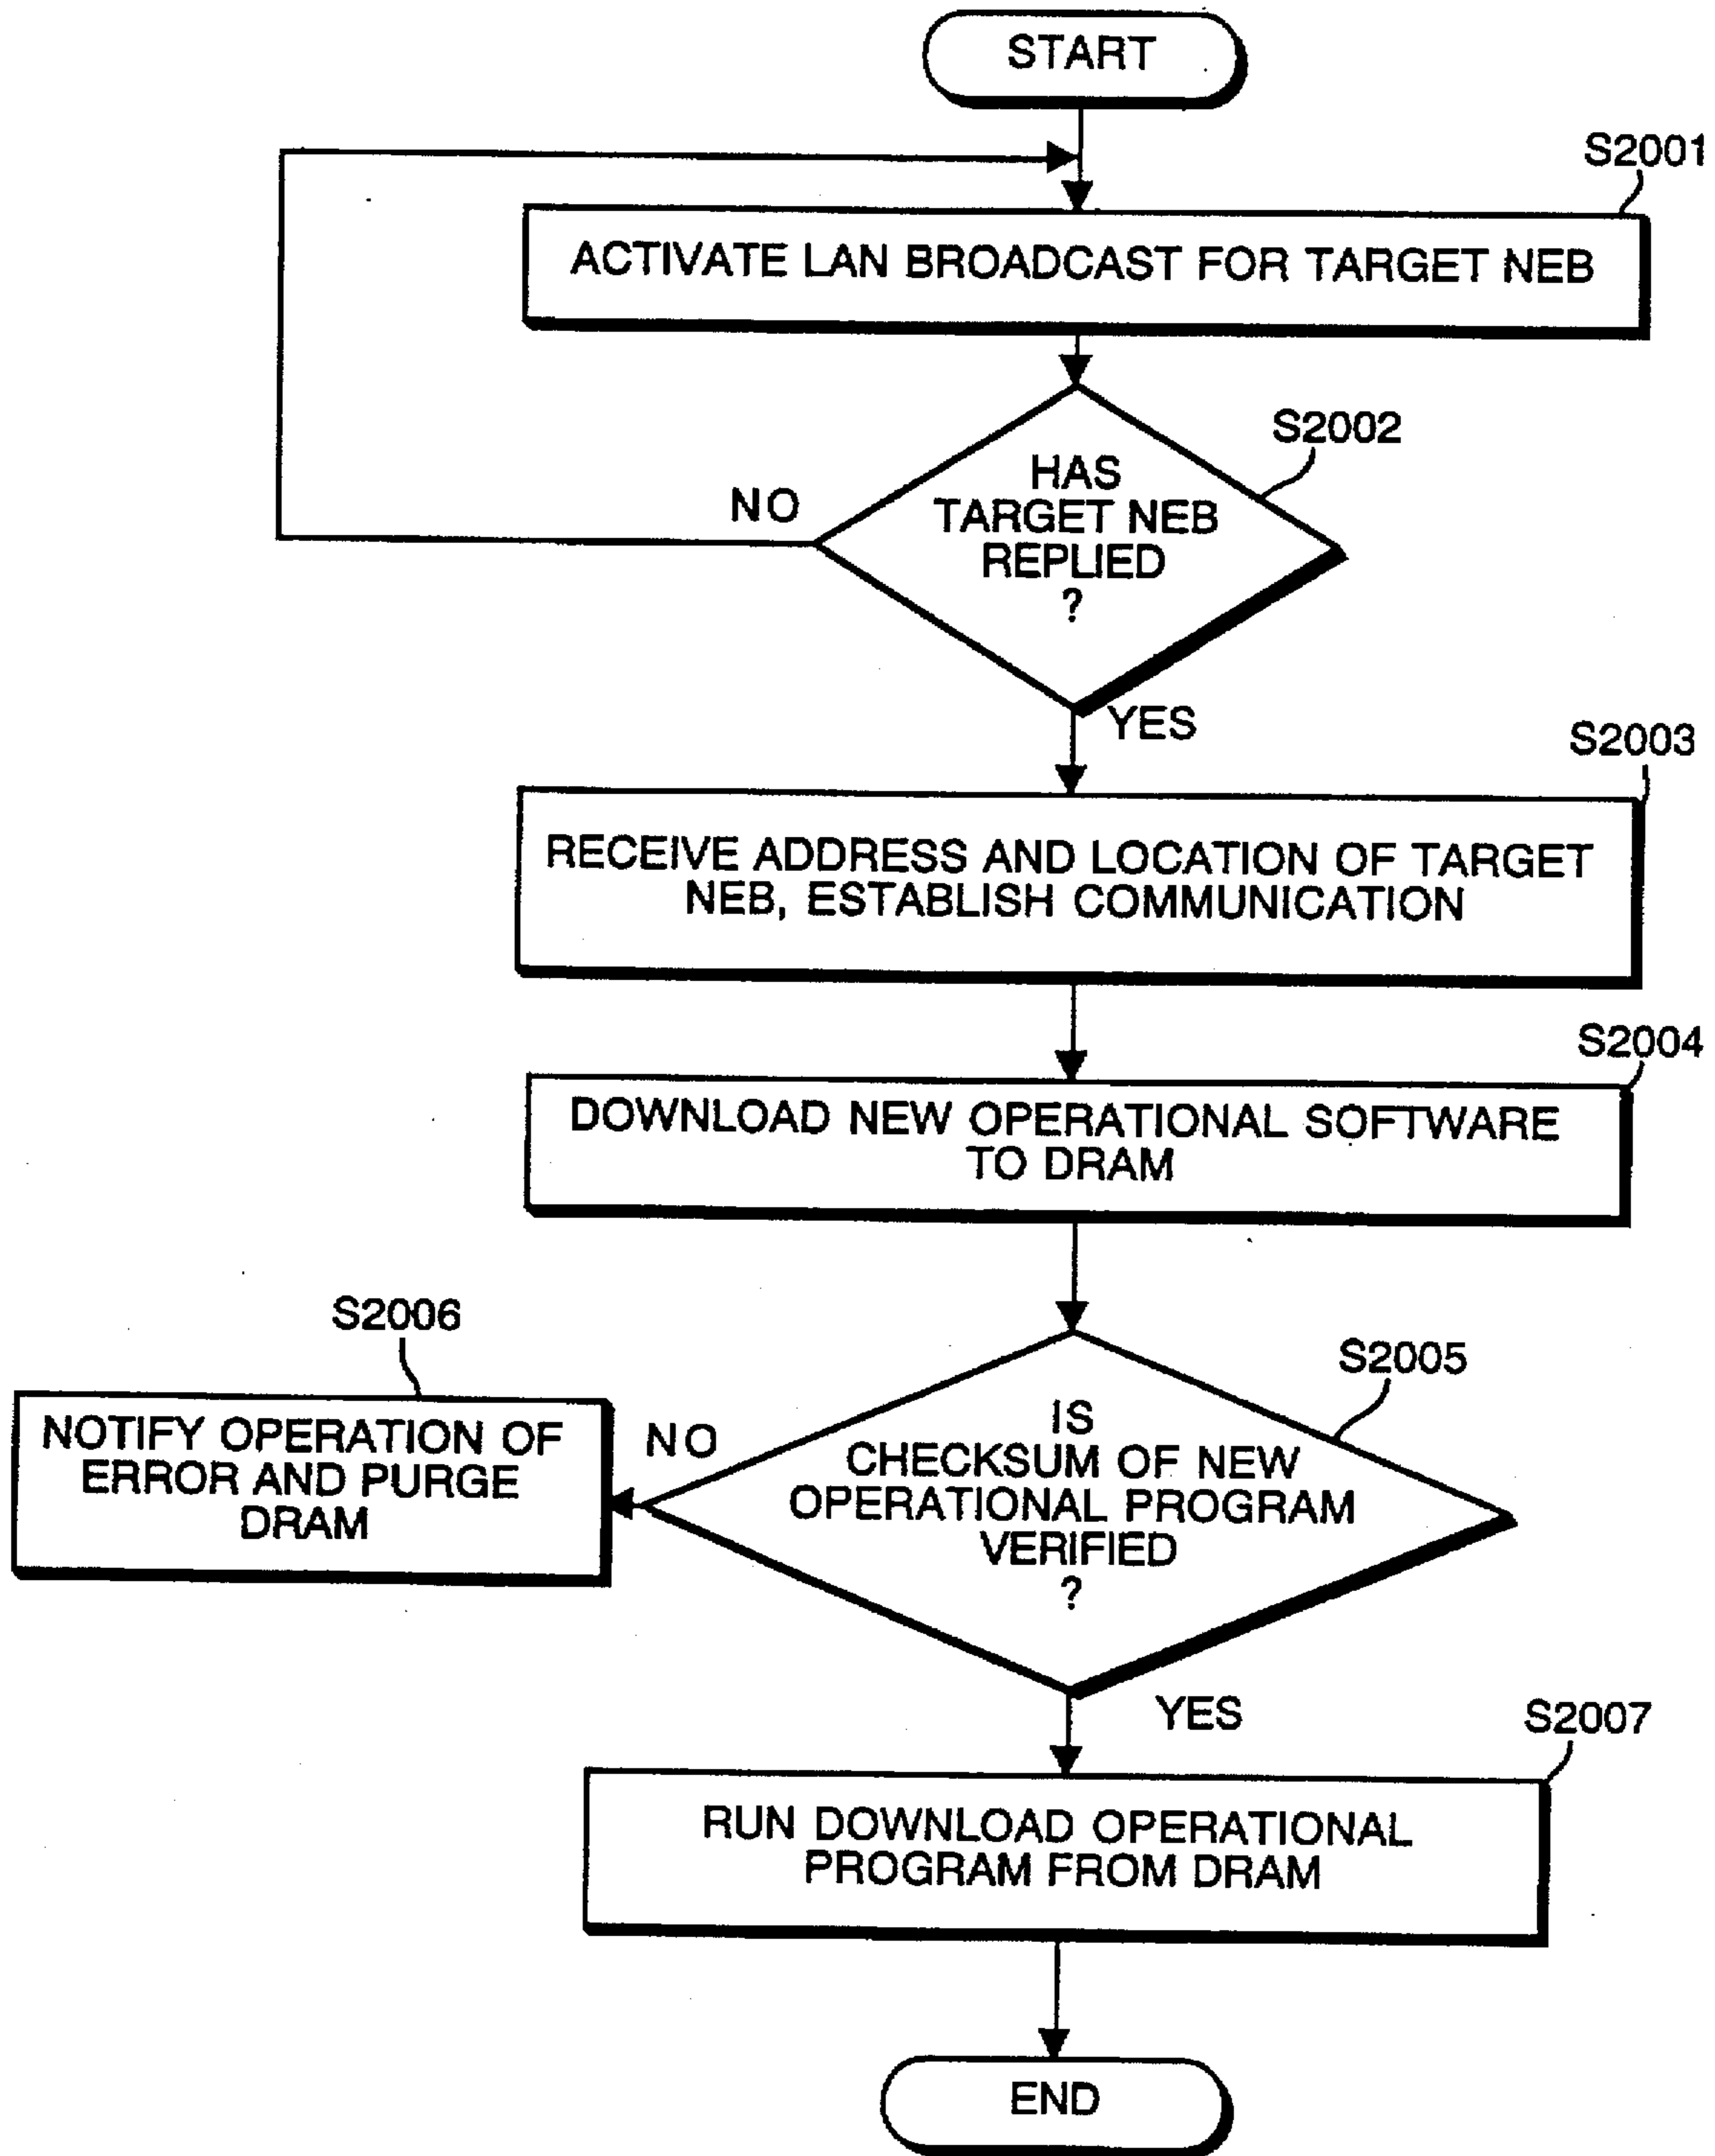 START
S2001
ACTIVATE LAN BROADCAST FOR TARGET NEB
S2002
HAS
TARGET NEB
REPLIED
?
NO
YES
S2003
RECEIVE ADDRESS AND LOCATION OF TARGET
NEB, ESTABLISH COMMUNICATION
S2004
DOWNLOAD NEW OPERATIONAL SOFTWARE
TO DRAM
S2005
IS
CHECKSUM OF NEW
OPERATIONAL PROGRAM
VERIFIED
?
NO
S2006
NOTIFY OPERATION OF
ERROR AND PURGE
DRAM
YES
S2007
RUN DOWNLOAD OPERATIONAL
PROGRAM FROM DRAM
END